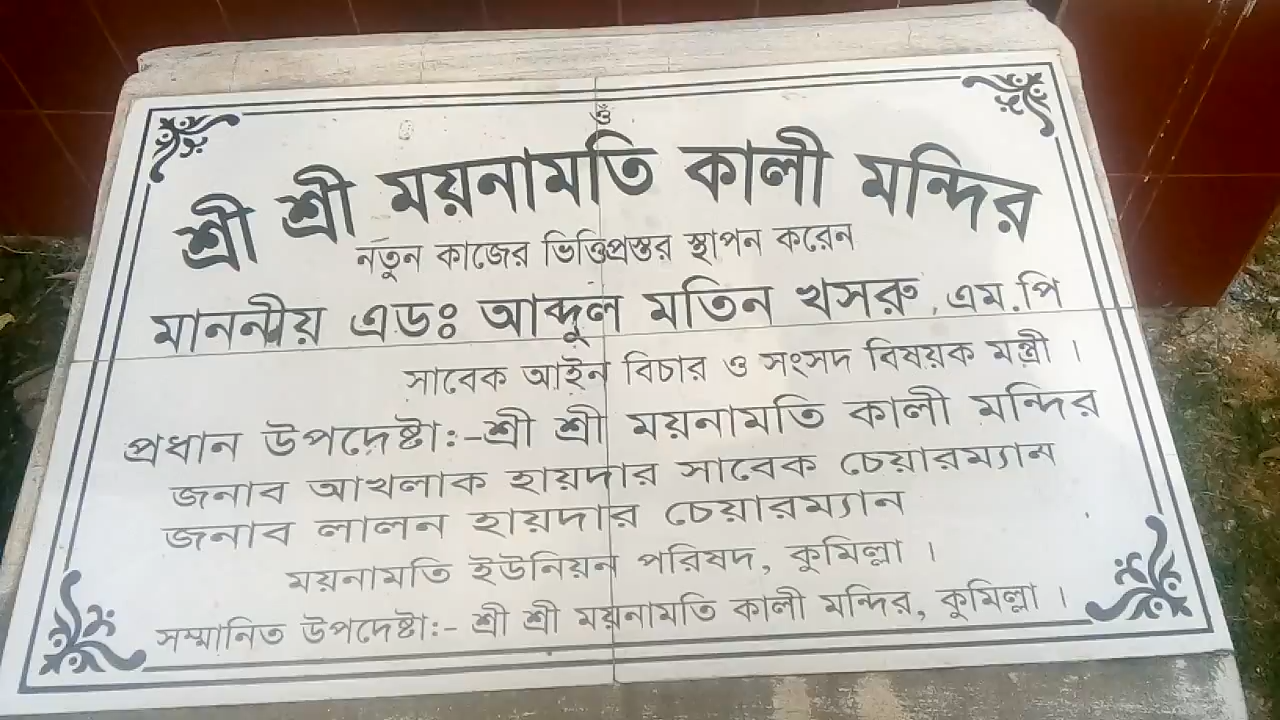 ওঁ
শ্রী শ্রী ময়নামতি কালী মন্দির
নতুন কাজের ভিত্তিপ্রস্তর স্থাপন করেন
মাননীয় এডঃ আব্দুল মতিন খসরু, এম.পি
সাবেক আইন বিচার ও সংসদ বিষয়ক মন্ত্রী ।
প্রধান উপদেষ্টা:-শ্রী শ্রী ময়নামতি কালী মন্দির
জনাব আখলাক হায়দার সাবেক চেয়ারম্যান
জনাব লালন হায়দার চেয়ারম্যান
ময়নামতি ইউনিয়ন পরিষদ, কুমিল্লা ।
সম্মানিত উপদেষ্টা:- শ্রী শ্রী ময়নামতি কালী মন্দির, কুমিল্লা ।